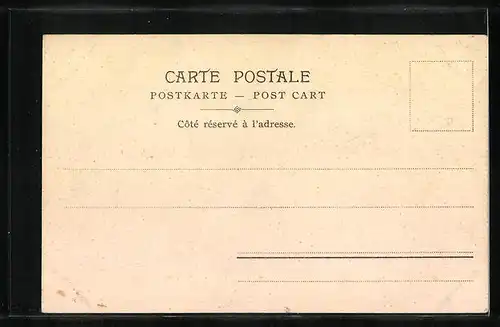 CARTE POSTALE
POSTKARTE — POST CART
Côté réservé à l'adresse.